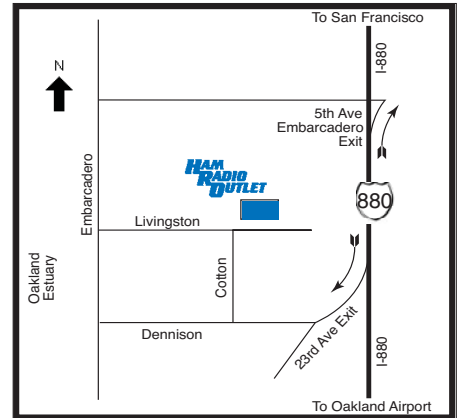 To San Francisco
I-880
N
5th Ave
Embarcadero
Exit
Embarcadero
HAM
RADIO
OUTLET
880
Livingston
Oakland
Estuary
Cotton
Dennison
23rd Ave Exit
I-880
To Oakland Airport